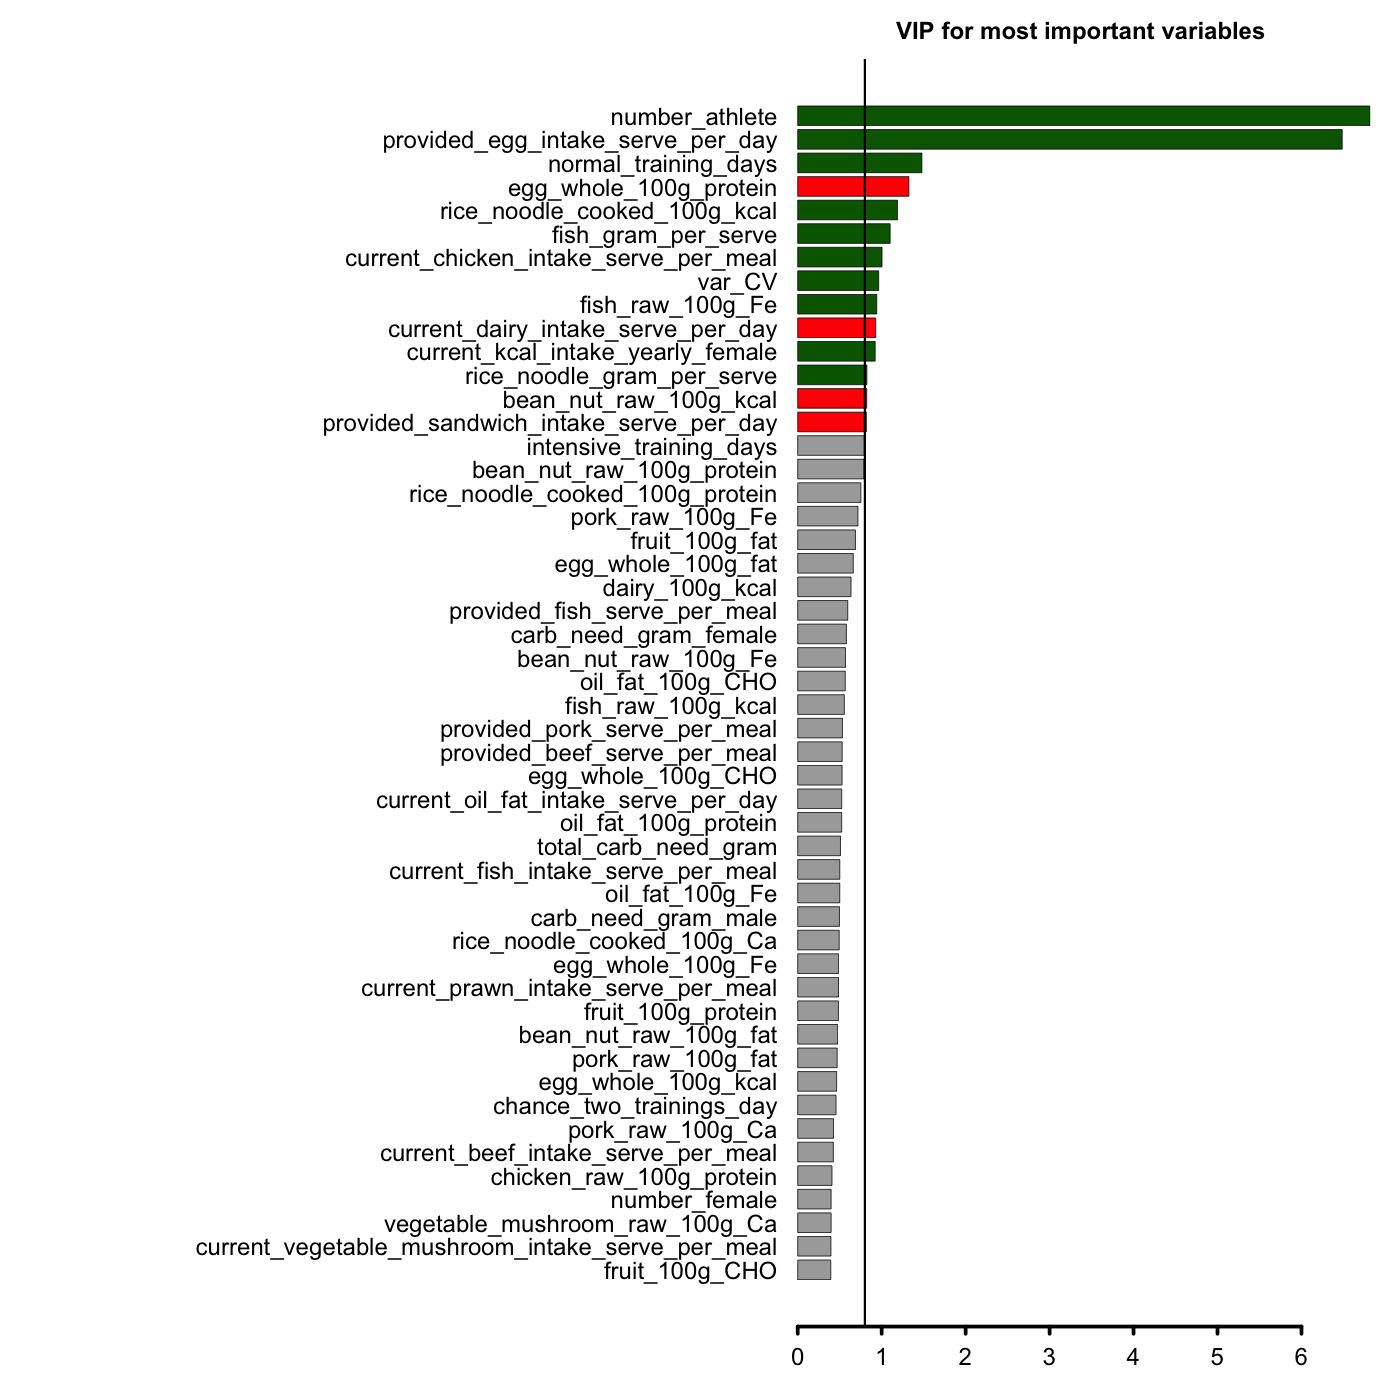 VIP for most important variables
number_athlete
provided_egg_intake_serve_per_day
normal_training_days
egg_whole_100g_protein
rice_noodle_cooked_100g_kcal
fish_gram_per_serve
current_chicken_intake_serve_per_meal
var_CV
fish_raw_100g_Fe
current_dairy_intake_serve_per_day
current_kcal_intake_yearly_female
rice_noodle_gram_per_serve
bean_nut_raw_100g_kcal
provided_sandwich_intake_serve_per_day
intensive_training_days
bean_nut_raw_100g_protein
rice_noodle_cooked_100g_protein
pork_raw_100g_Fe
fruit_100g_fat
egg_whole_100g_fat
dairy_100g_kcal
provided_fish_serve_per_meal
carb_need_gram_female
bean_nut_raw_100g_Fe
oil_fat_100g_CHO
fish_raw_100g_kcal
provided_pork_serve_per_meal
provided_beef_serve_per_meal
egg_whole_100g_CHO
current_oil_fat_intake_serve_per_day
oil_fat_100g_protein
total_carb_need_gram
current_fish_intake_serve_per_meal
oil_fat_100g_Fe
carb_need_gram_male
rice_noodle_cooked_100g_Ca
egg_whole_100g_Fe
current_prawn_intake_serve_per_meal
fruit_100g_protein
bean_nut_raw_100g_fat
pork_raw_100g_fat
egg_whole_100g_kcal
chance_two_trainings_day
pork_raw_100g_Ca
current_beef_intake_serve_per_meal
chicken_raw_100g_protein
number_female
vegetable_mushroom_raw_100g_Ca
current_vegetable_mushroom_intake_serve_per_meal
fruit_100g_CHO
0 1 2 3 4 5 6